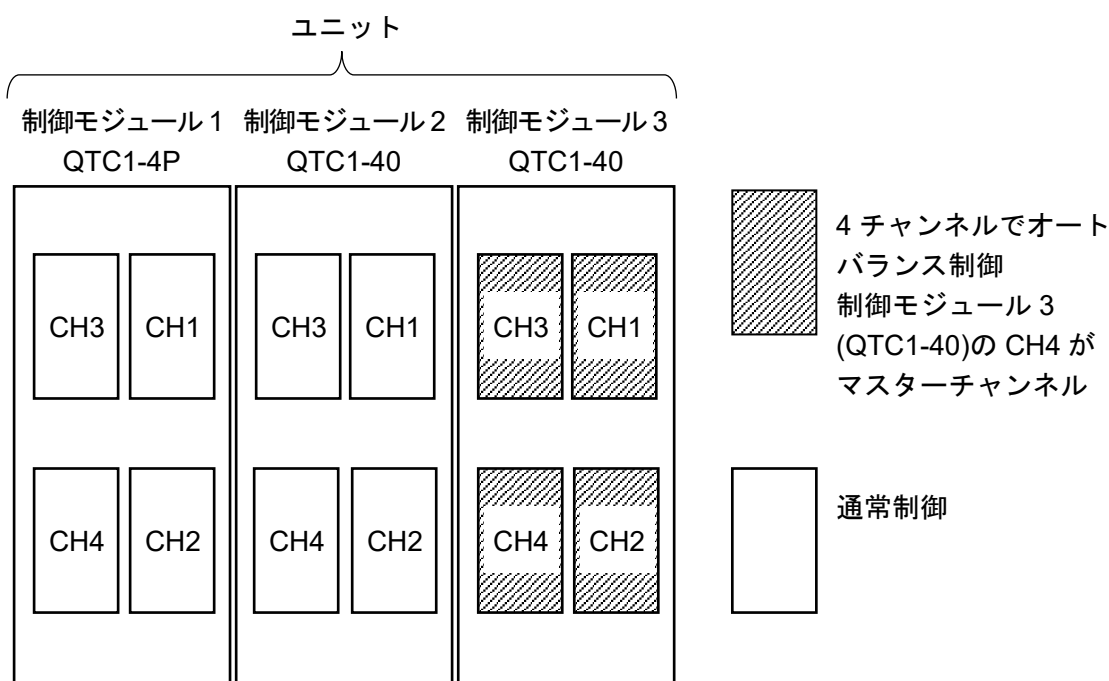 ユニット
制御モジュール 1 制御モジュール 2 制御モジュール 3
QTC1-4P QTC1-40 QTC1-40
CH3 CH1 CH3 CH1 CH3 CH1
CH4 CH2 CH4 CH2 CH4 CH2
4 チャンネルでオート
バランス制御
制御モジュール 3
(QTC1-40)の CH4 が
マスターチャンネル
通常制御